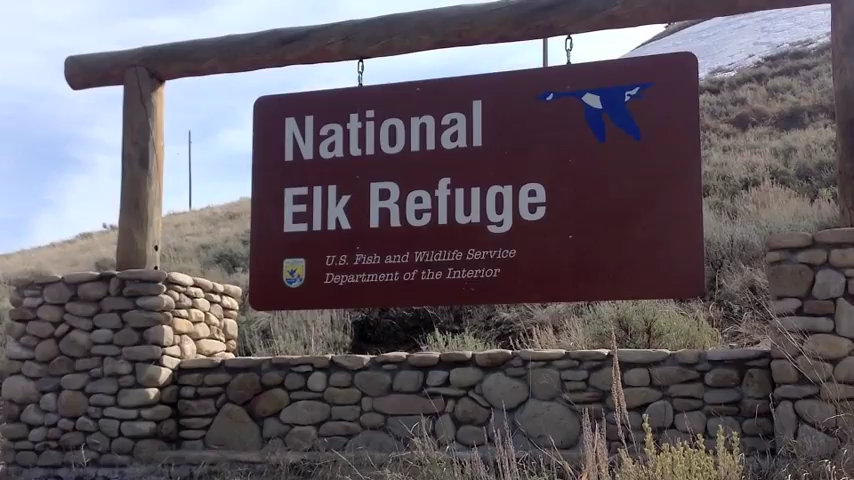 National
Elk Refuge
U.S. Fish and Wildlife Service
Department of the Interior